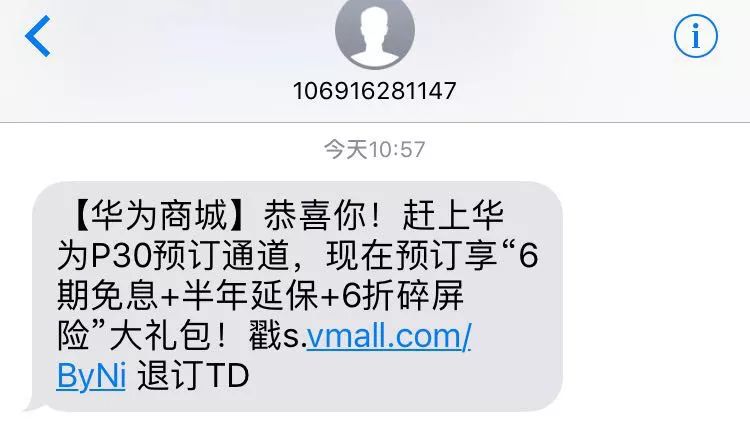 106916281147
今天10:57
【华为商城】恭喜你！赶上华
为P30预订通道，现在预订享“6
期免息+半年延保+6折碎屏
险”大礼包！戳s.vmall.com/
ByNi 退订TD